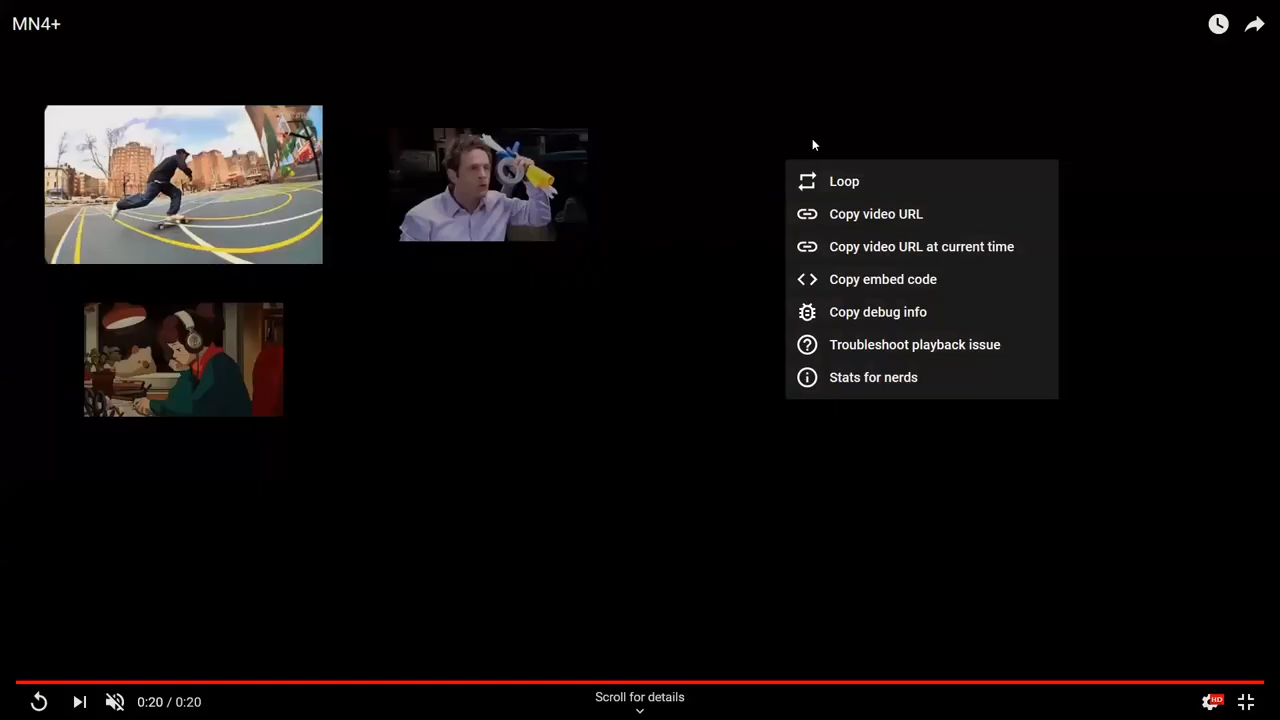 MN4+
Loop
Copy video URL
Copy video URL at current time
Copy embed code
Copy debug info
Troubleshoot playback issue
Stats for nerds
0:20 / 0:20
Scroll for details
HD